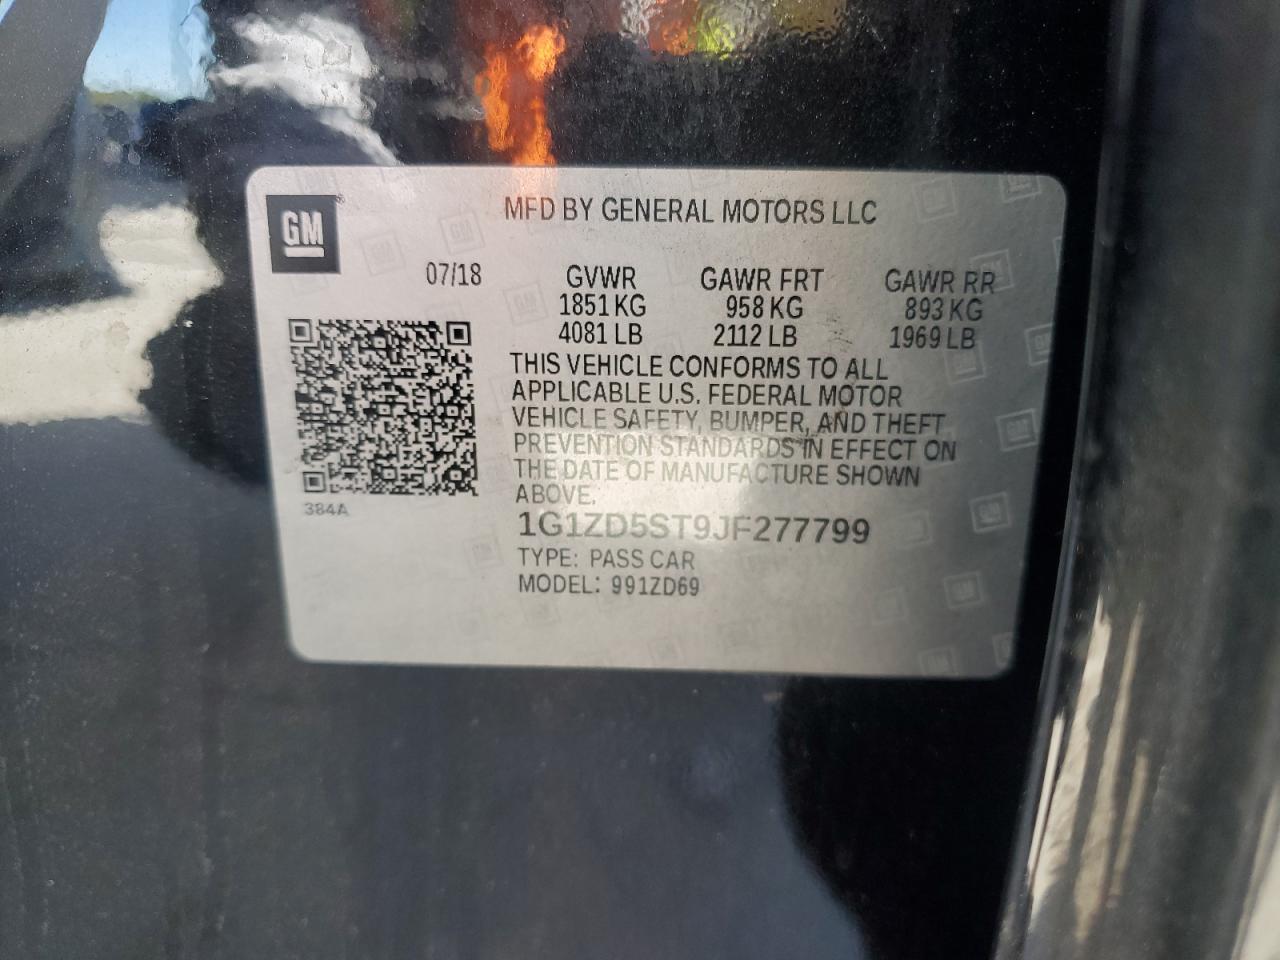 GM
MFD BY GENERAL MOTORS LLC
07/18 GVWR GAWR FRT GAWR RR
1851 KG 958 KG 893 KG
4081 LB 2112 LB 1969 LB
THIS VEHICLE CONFORMS TO ALL
APPLICABLE U.S. FEDERAL MOTOR
VEHICLE SAFETY, BUMPER, AND THEFT
PREVENTION STANDARDS IN EFFECT ON
THE DATE OF MANUFACTURE SHOWN
ABOVE.
384A
1G1ZD5ST9JF277799
TYPE: PASS CAR
MODEL: 991ZD69